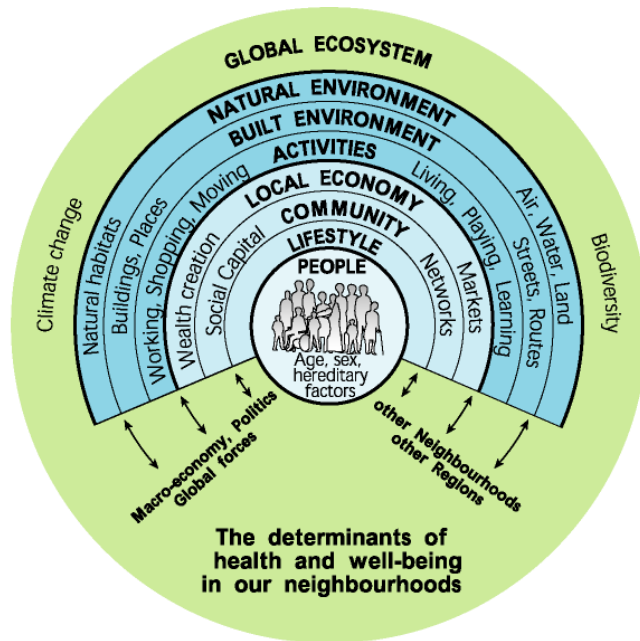 GLOBAL ECOSYSTEM
NATURAL ENVIRONMENT
BUILT ENVIRONMENT
ACTIVITIES
LOCAL ECONOMY
COMMUNITY
LIFESTYLE
PEOPLE
Age, sex,
hereditary
factors
Climate change
Natural habitats
Buildings, Places
Working, Shopping, Moving
Wealth creation
Social Capital
Networks
Markets
Living, Playing, Learning
Streets, Routes
Air, Water, Land
Biodiversity
Macro-economy, Politics
Global forces
other Neighbourhoods
other Regions
The determinants of
health and well-being
in our neighbourhoods